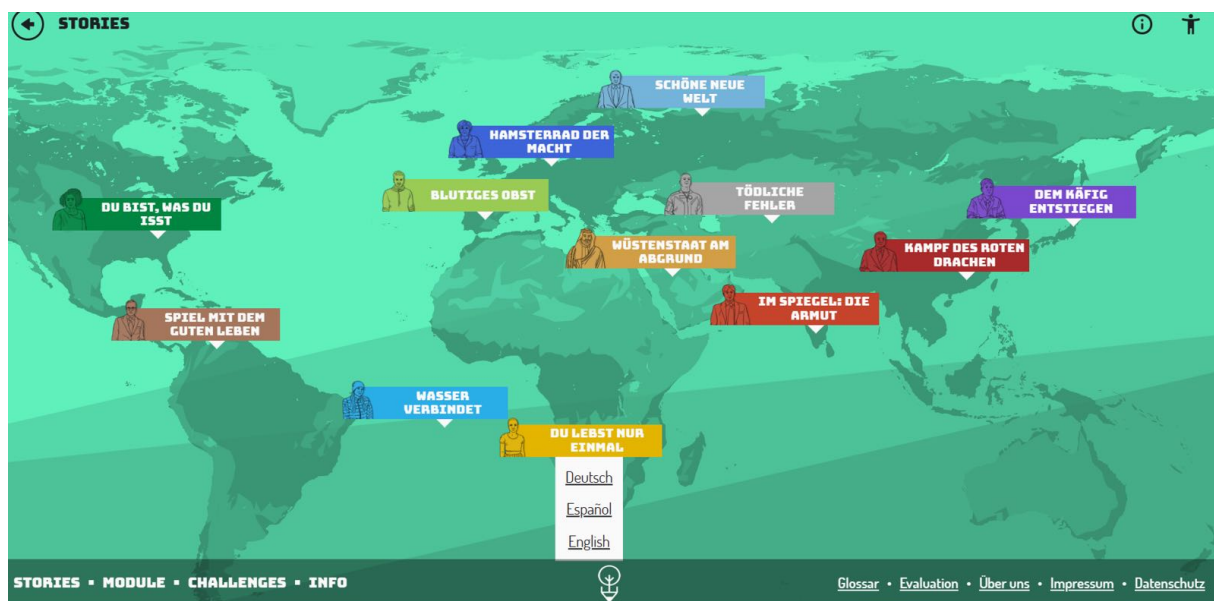 STORIES
SCHÖNE NEUE
WELT
HAMSTERRAD DER
MACHT
BLUTIGES OBST
TÖDLICHE
FEHLER
DEM KÄFIG
ENTSTIEGEN
DU BIST, WAS DU
ISST
WÜSTENSTAAT AM
ABGRUND
KAMPF DES ROTEN
DRACHEN
IM SPIEGEL: DIE
ARMUT
SPIEL MIT DEM
GUTEN LEBEN
WASSER
VERBINDET
DU LEBST NUR
EINMAL
Deutsch
Español
English
STORIES ▪ MODULE ▪ CHALLENGES ▪ INFO
Glossar • Evaluation • Über uns • Impressum • Datenschutz